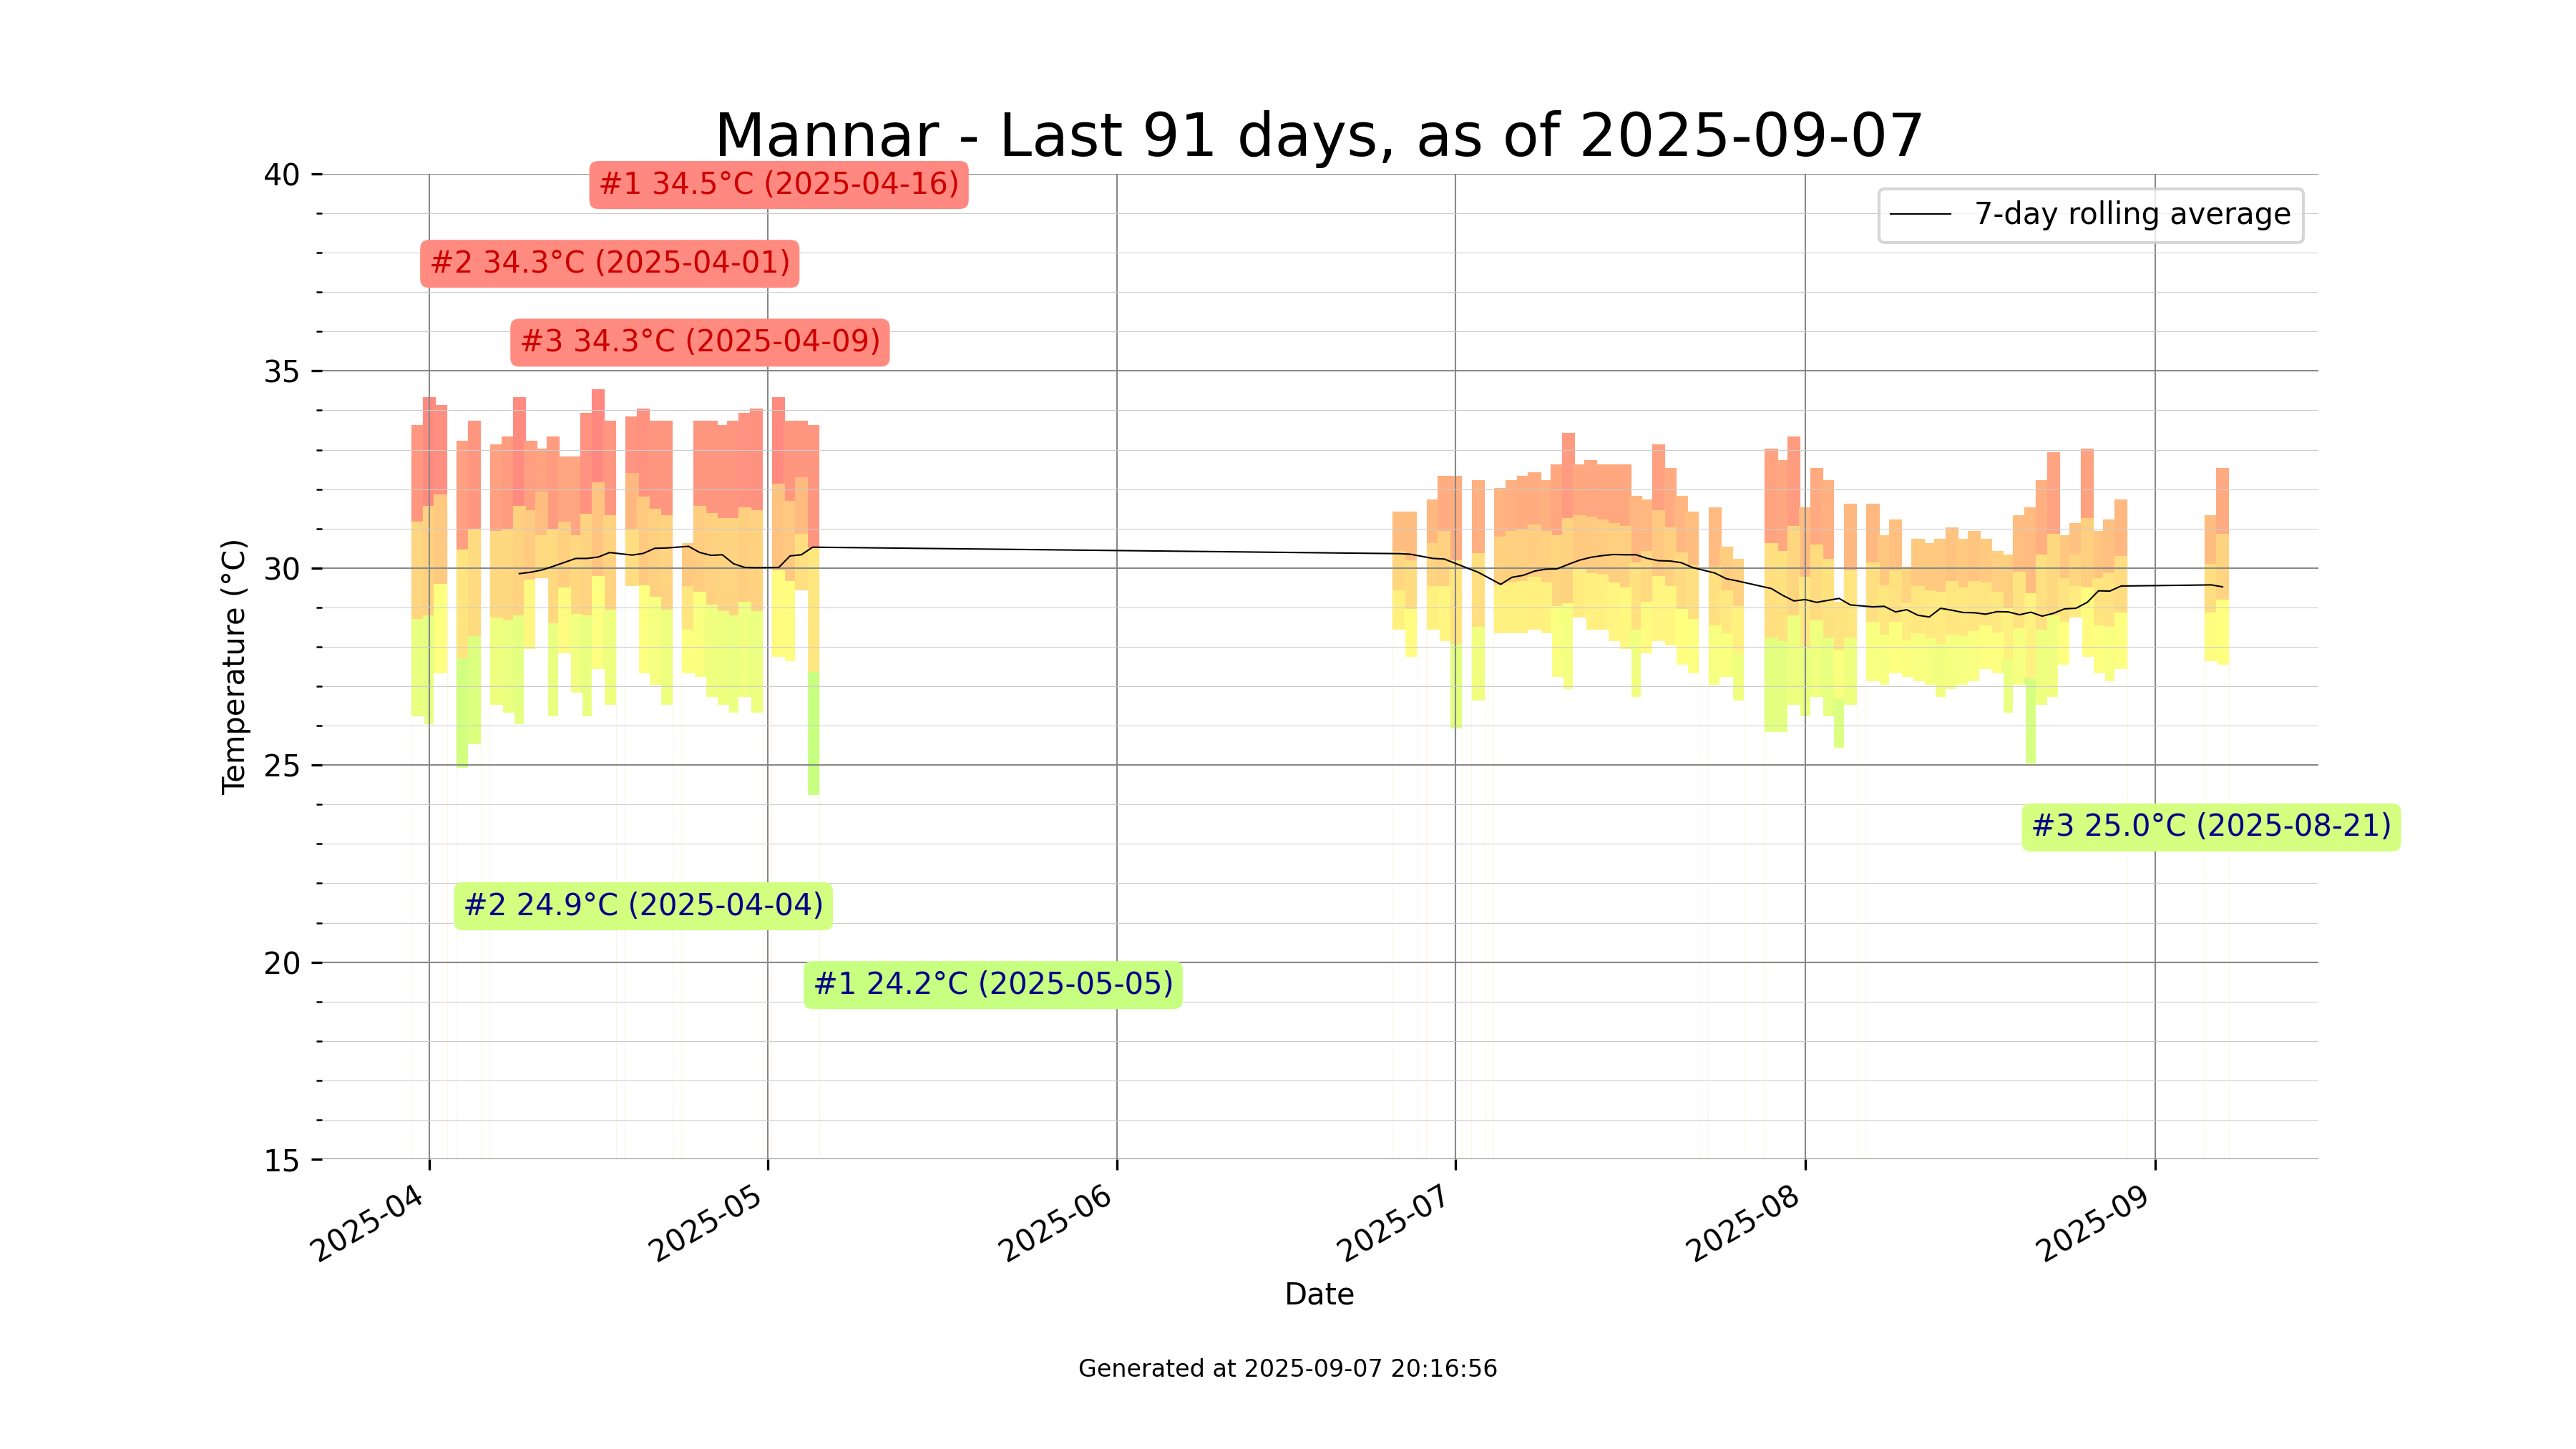 Mannar - Last 91 days, as of 2025-09-07
40
#1 34.5°C (2025-04-16)
7-day rolling average
#2 34.3°C (2025-04-01)
#3 34.3°C (2025-04-09)
35
30
Temperature (°C)
25
#3 25.0°C (2025-08-21)
#2 24.9°C (2025-04-04)
20
#1 24.2°C (2025-05-05)
15
2025-04
2025-05
2025-06
2025-07
2025-08
2025-09
Date
Generated at 2025-09-07 20:16:56